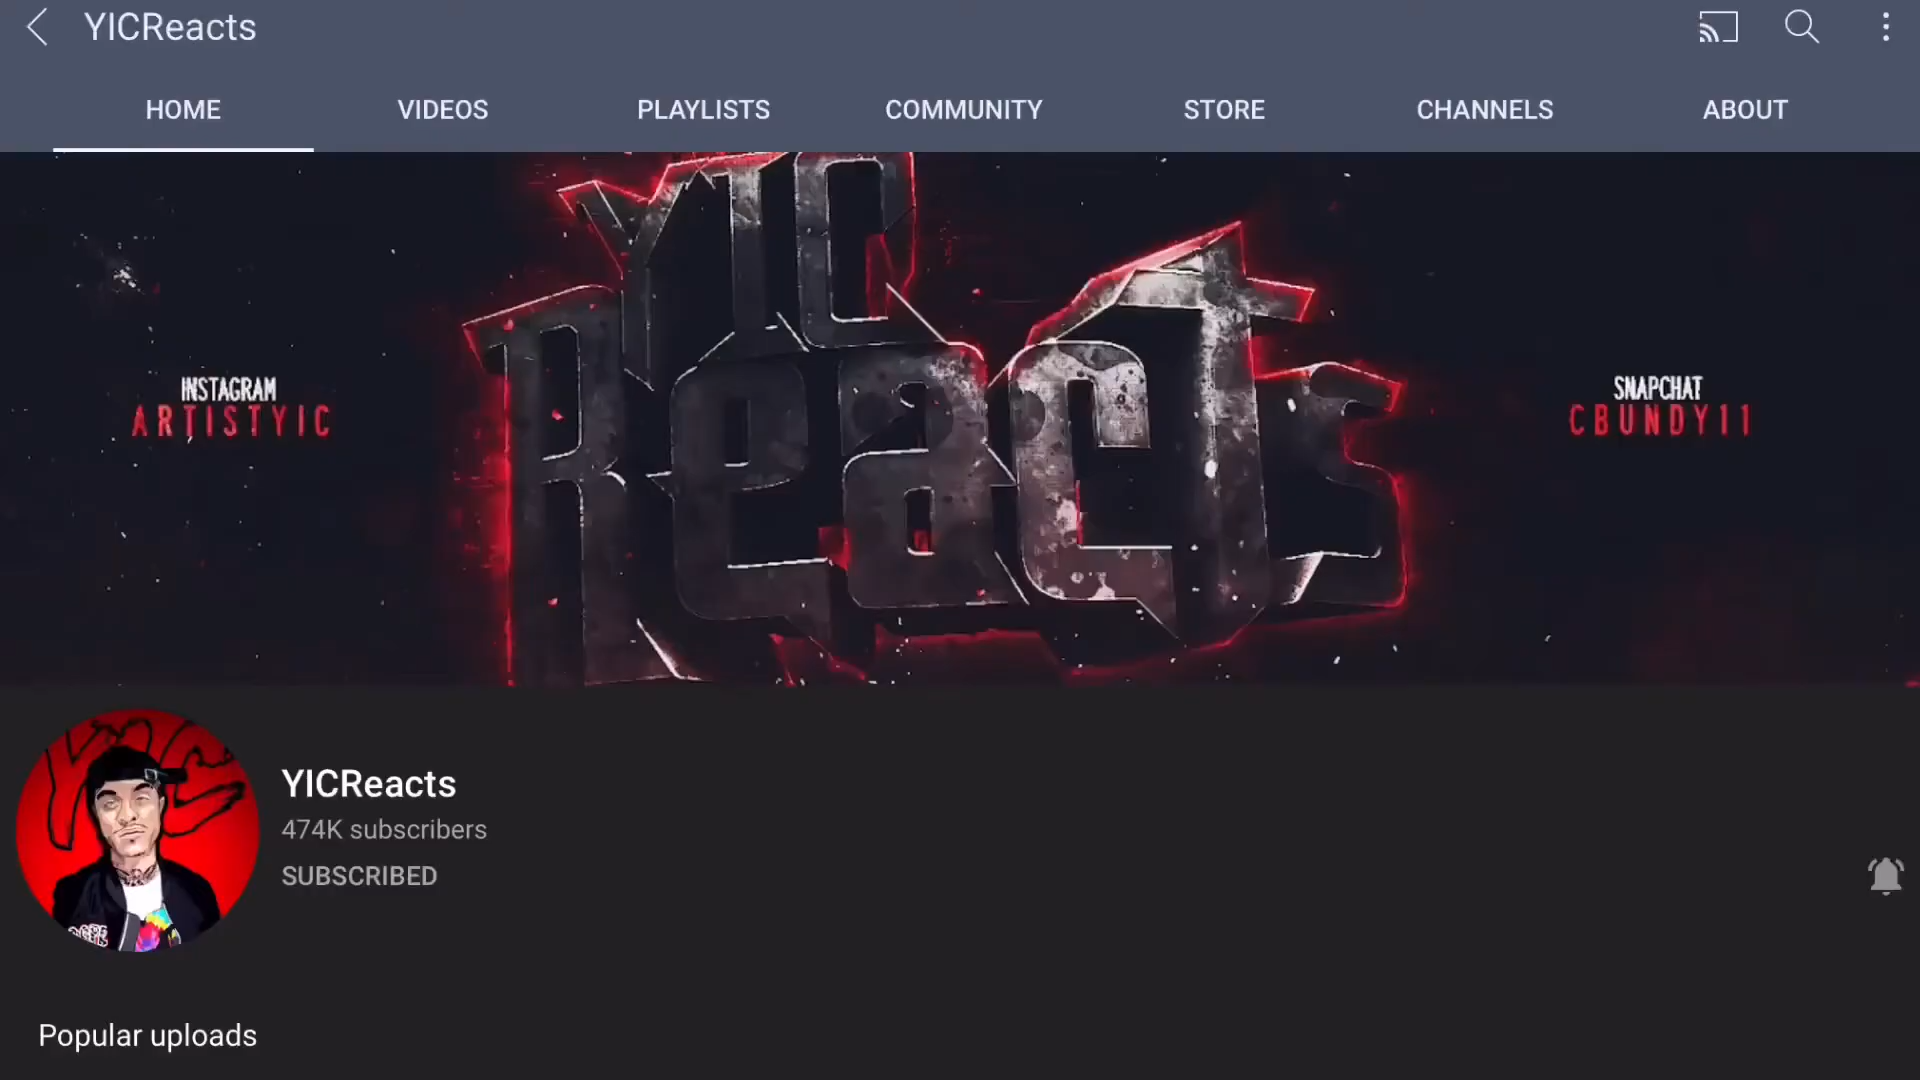 YICReacts
HOME VIDEOS PLAYLISTS COMMUNITY STORE CHANNELS ABOUT
YIC
Reacts
INSTAGRAM
ARTISTYIC
SNAPCHAT
CBUNDY11
YIC
YICReacts
474K subscribers
SUBSCRIBED
Popular uploads